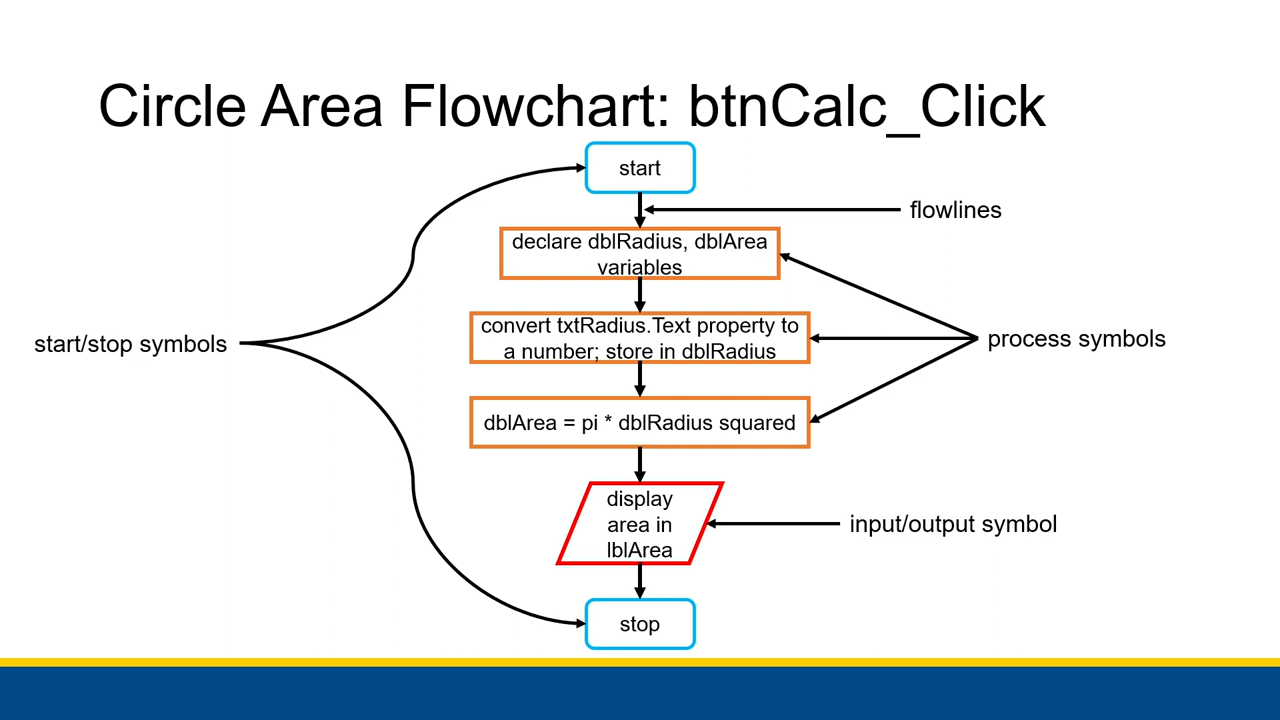 Circle Area Flowchart: btnCalc_Click
start
flowlines
declare dblRadius, dblArea
variables
convert txtRadius.Text property to
a number; store in dblRadius
start/stop symbols
process symbols
dblArea = pi * dblRadius squared
display
area in
lblArea
input/output symbol
stop